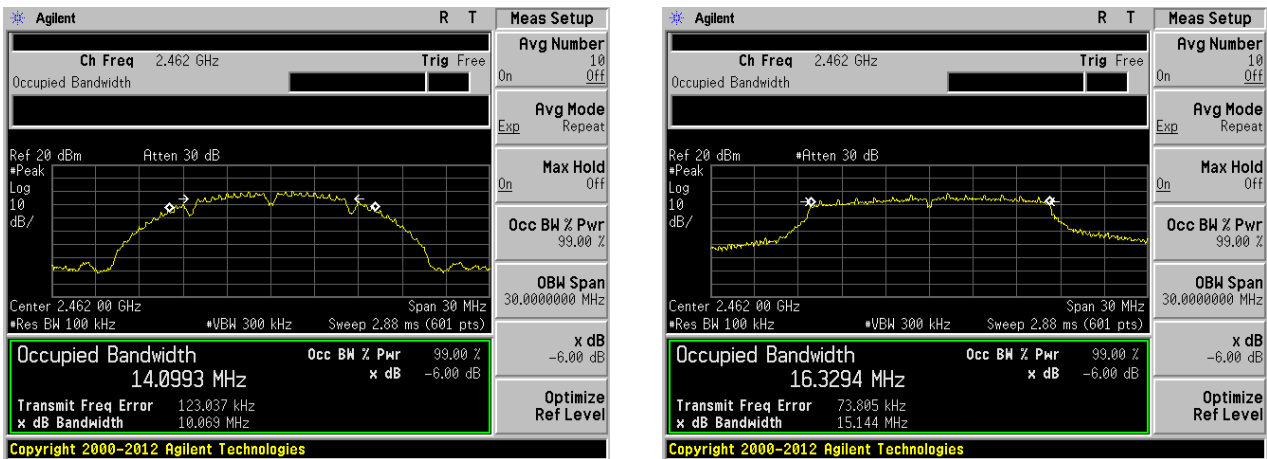 Agilent R T
Meas Setup
Avg Number
10
On Off
Ch Freq 2.462 GHz Trig Free
Occupied Bandwidth
Avg Mode
Exp Repeat
Ref 20 dBm Atten 30 dB
#Peak
Log
10
dB/
Max Hold
On Off
Occ BW % Pwr
99.00 %
OBW Span
30.0000000 MHz
Center 2.462 00 GHz Span 30 MHz
#Res BW 100 kHz #VBW 300 kHz Sweep 2.88 ms (601 pts)
x dB
-6.00 dB
Occupied Bandwidth Occ BW % Pwr 99.00 %
14.0993 MHz x dB -6.00 dB
Optimize
Ref Level
Transmit Freq Error 123.037 kHz
x dB Bandwidth 10.069 MHz
Copyright 2000-2012 Agilent Technologies
Agilent R T
Meas Setup
Avg Number
10
On Off
Ch Freq 2.462 GHz Trig Free
Occupied Bandwidth
Avg Mode
Exp Repeat
Ref 20 dBm #Atten 30 dB
#Peak
Log
10
dB/
Max Hold
On Off
Occ BW % Pwr
99.00 %
OBW Span
30.0000000 MHz
Center 2.462 00 GHz Span 30 MHz
#Res BW 100 kHz #VBW 300 kHz Sweep 2.88 ms (601 pts)
x dB
-6.00 dB
Occupied Bandwidth Occ BW % Pwr 99.00 %
16.3294 MHz x dB -6.00 dB
Optimize
Ref Level
Transmit Freq Error 73.805 kHz
x dB Bandwidth 15.144 MHz
Copyright 2000-2012 Agilent Technologies